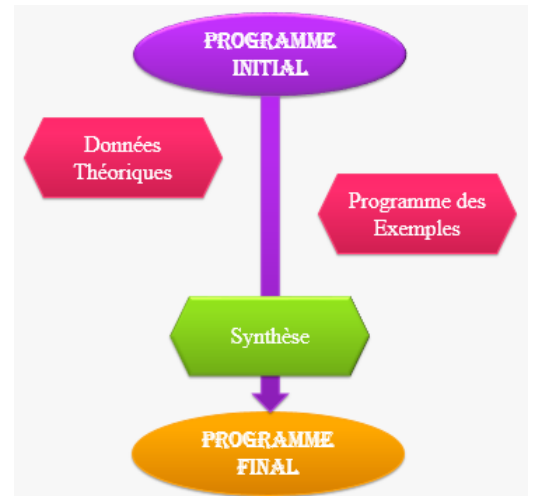 PROGRAMME
INITIAL
Données
Théoriques
Programme des
Exemples
Synthèse
PROGRAMME
FINAL